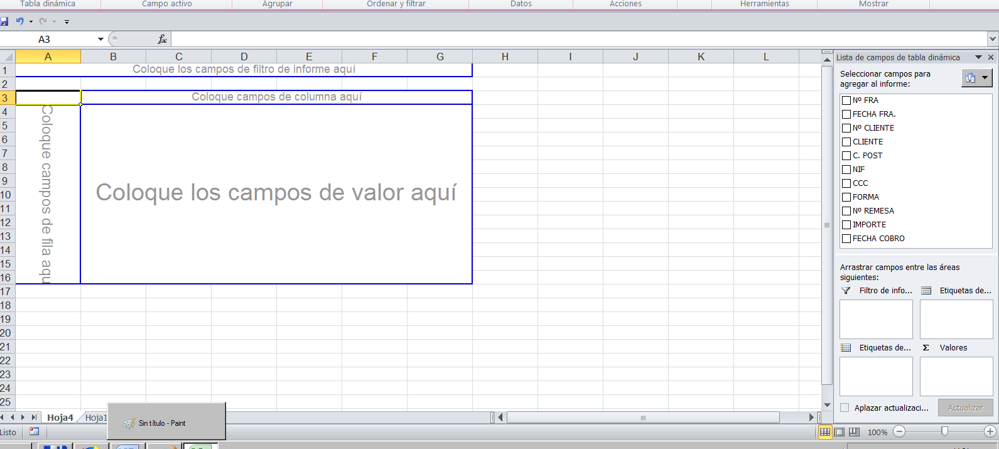 Tabla dinámica Campo activo Agrupar Ordenar y filtrar Datos Acciones Herramientas Mostrar
A3 fx
A B C D E F G H I J K L
1 Coloque los campos de filtro de informe aquí
2
3 Coloque campos de columna aquí
4
5
6
7
8
9
10
11
12
13
14
15
16
17
18
19
20
21
22
23
24
25
Coloque campos de fila aqu
Coloque los campos de valor aquí
Lista de campos de tabla dinámica
Seleccionar campos para
agregar al informe:
Nº FRA
FECHA FRA.
Nº CLIENTE
CLIENTE
C. POST
NIF
CCC
FORMA
Nº REMESA
IMPORTE
FECHA COBRO
Arrastrar campos entre las áreas
siguientes:
Filtro de info... Etiquetas de...
Etiquetas de... Σ Valores
Aplazar actualizaci... Actualizar
Hoja4 Hoja1
Sin título - Paint
Listo 100%